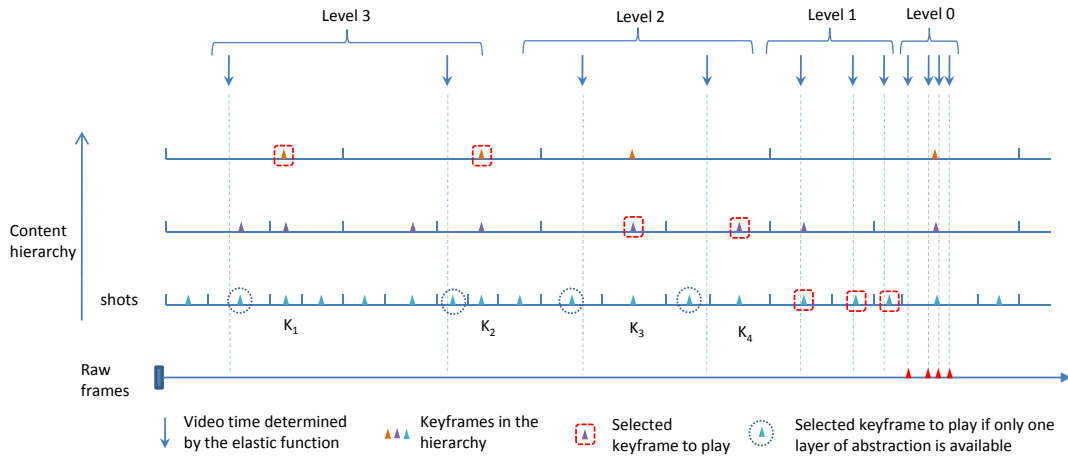 Level 3
Level 2
Level 1
Level 0
Content
hierarchy
shots
K1
K2
K3
K4
Raw
frames
Video time determined
by the elastic function
Keyframes in the
hierarchy
Selected
keyframe to play
Selected keyframe to play if only one
layer of abstraction is available